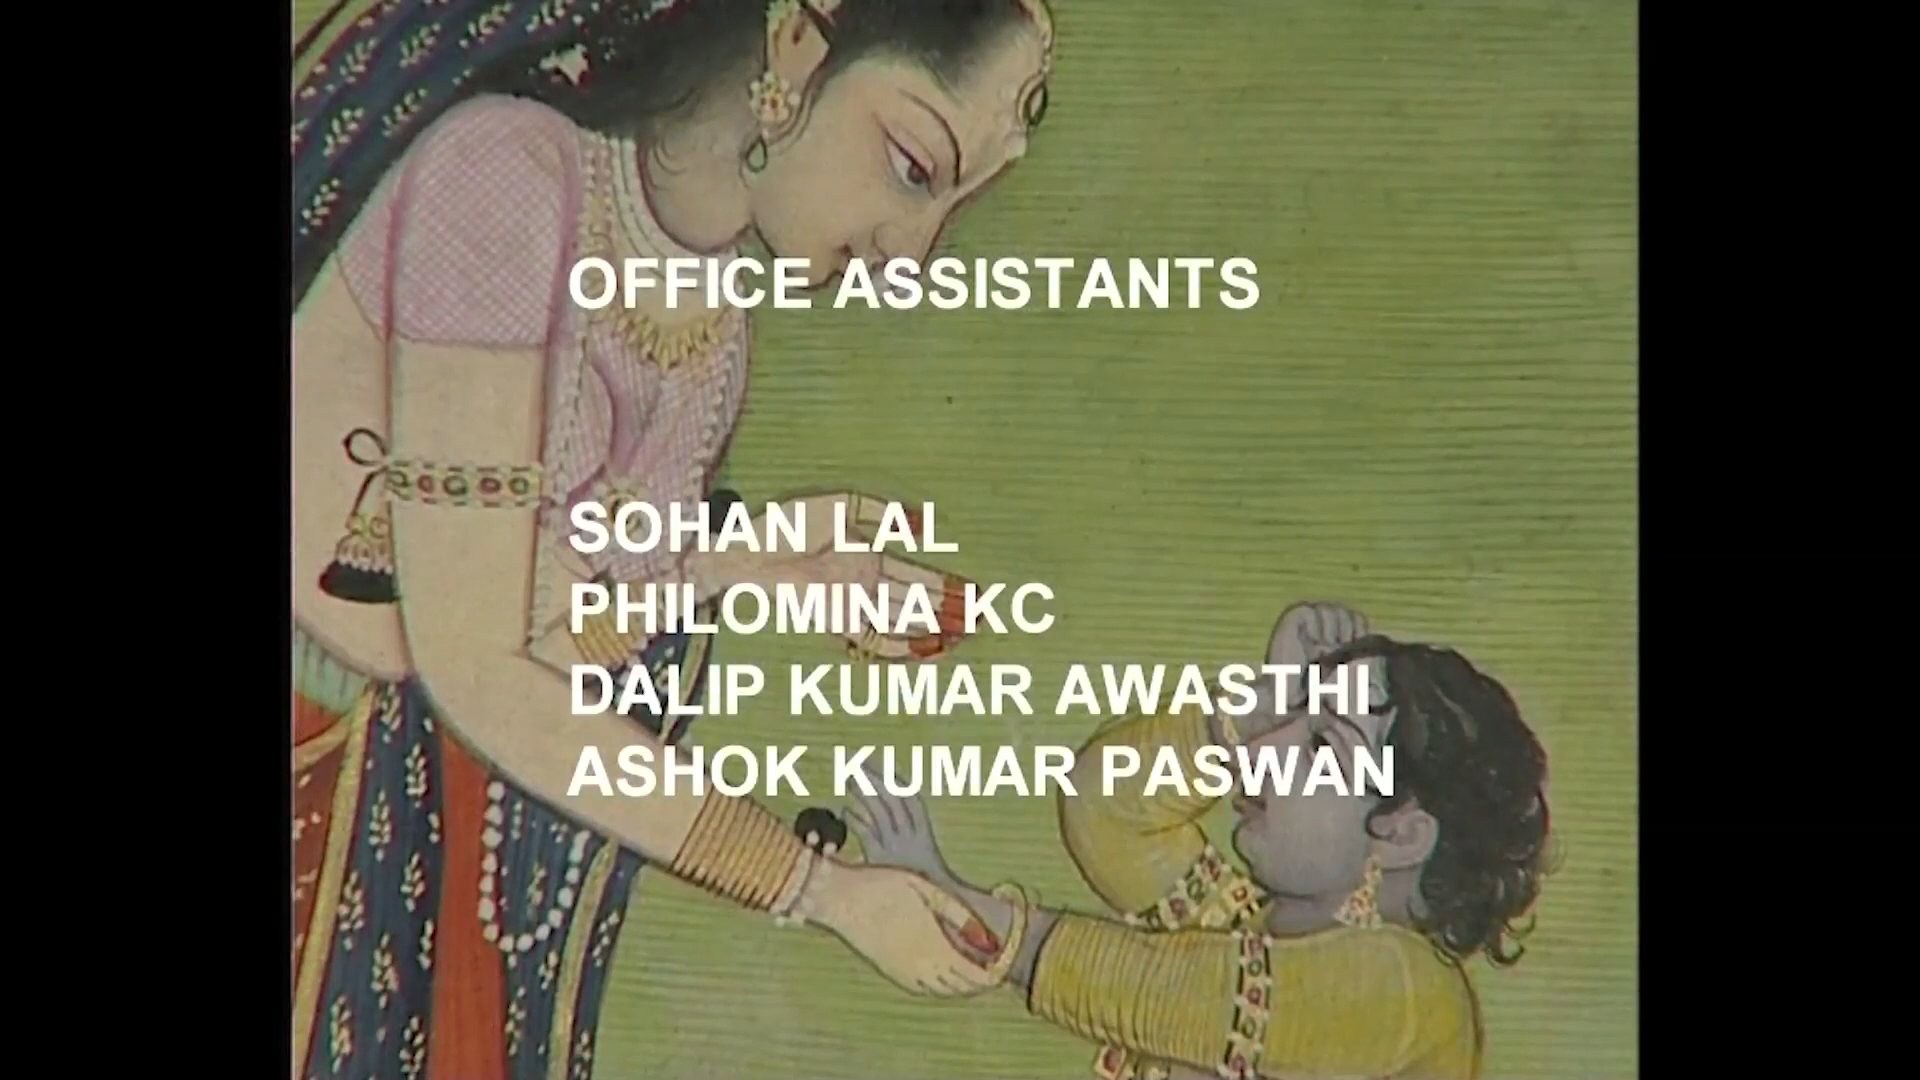 OFFICE ASSISTANTS
SOHAN LAL
PHILOMINA KC
DALIP KUMAR AWASTHI
ASHOK KUMAR PASWAN